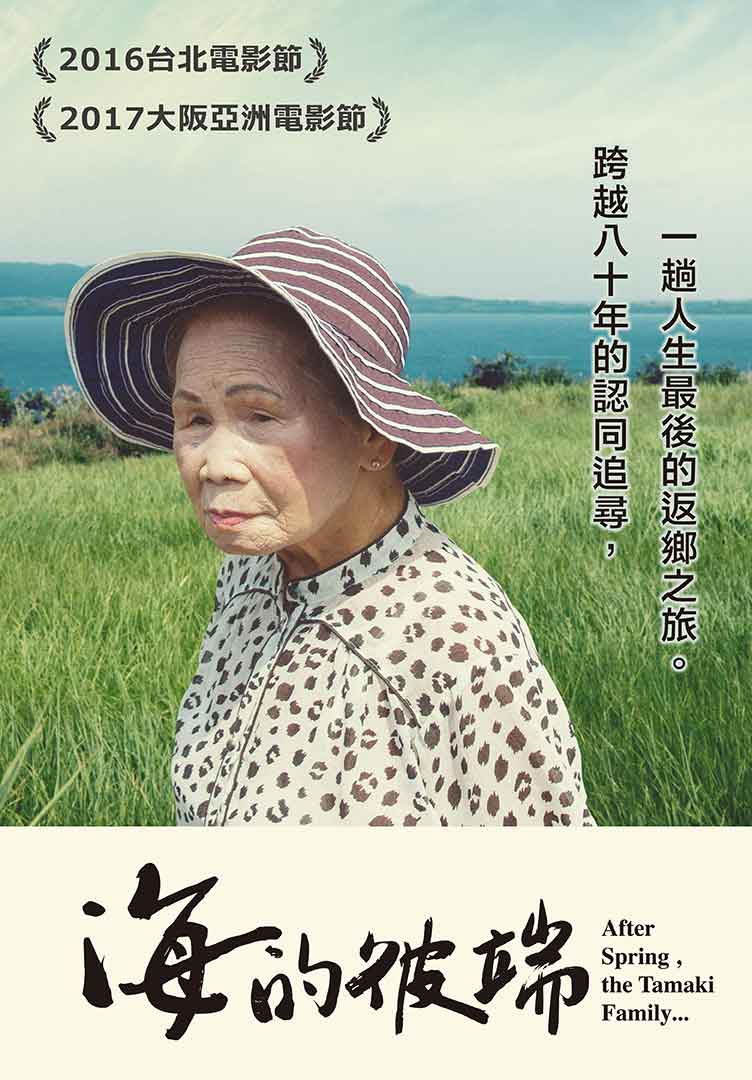 2016台北電影節
2017大阪亞洲電影節
跨越八十年的認同追尋，
一趟人生最後的返鄉之旅。
海的彼端
After
Spring ,
the Tamaki
Family...